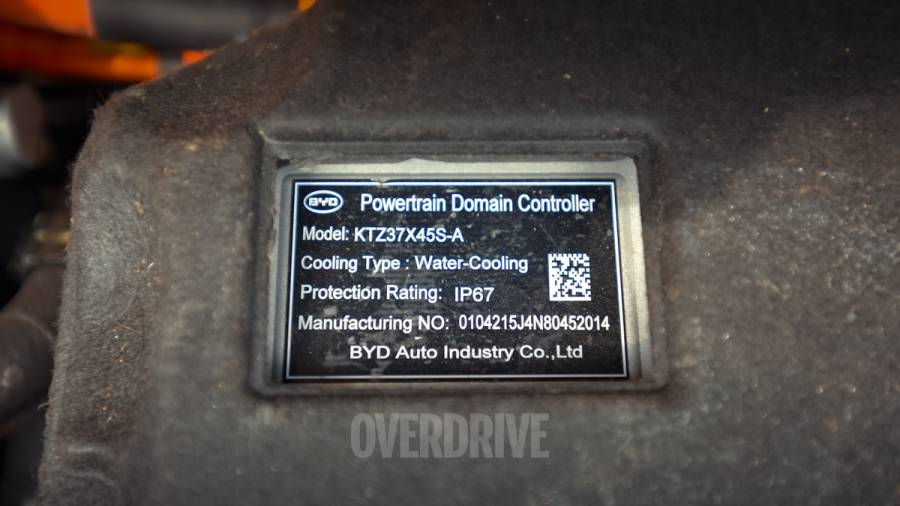 BYD Powertrain Domain Controller
Model: KTZ37X45S-A
Cooling Type : Water-Cooling
Protection Rating: IP67
Manufacturing NO: 0104215J4N80452014
BYD Auto Industry Co.,Ltd
OVERDRIVE